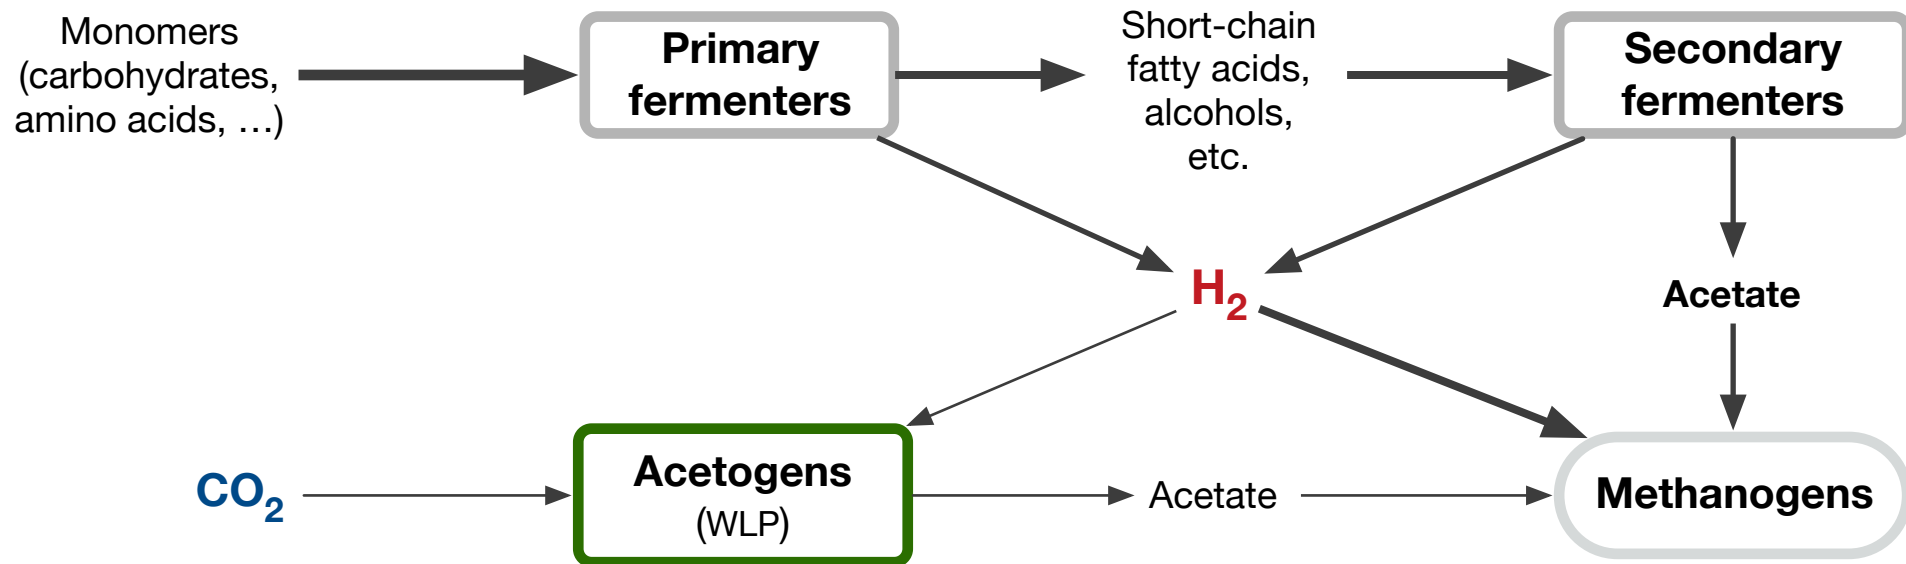 Monomers
(carbohydrates,
amino acids, …)
Primary
fermenters
Short-chain
fatty acids,
alcohols,
etc.
Secondary
fermenters
H₂
Acetate
CO₂
Acetogens
(WLP)
Acetate
Methanogens